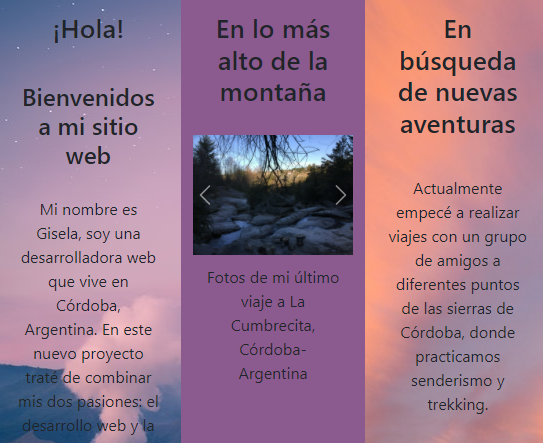 ¡Hola!
Bienvenidos
a mi sitio
web
Mi nombre es
Gisela, soy una
desarrolladora web
que vive en
Córdoba,
Argentina. En este
nuevo proyecto
traté de combinar
mis dos pasiones: el
desarrollo web y la
En lo más
alto de la
montaña
Fotos de mi último
viaje a La
Cumbrecita,
Córdoba-
Argentina
En
búsqueda
de nuevas
aventuras
Actualmente
empecé a realizar
viajes con un grupo
de amigos a
diferentes puntos
de las sierras de
Córdoba, donde
practicamos
senderismo y
trekking.